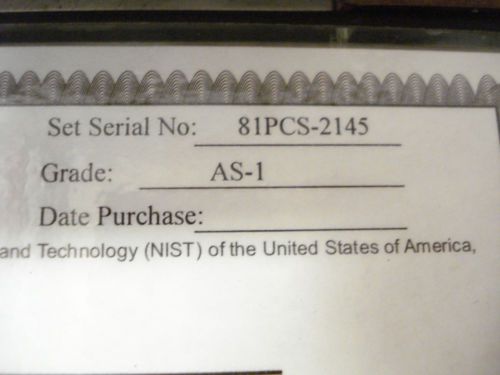 Set Serial No: 81PCS-2145
Grade: AS-1
Date Purchase:
and Technology (NIST) of the United States of America,